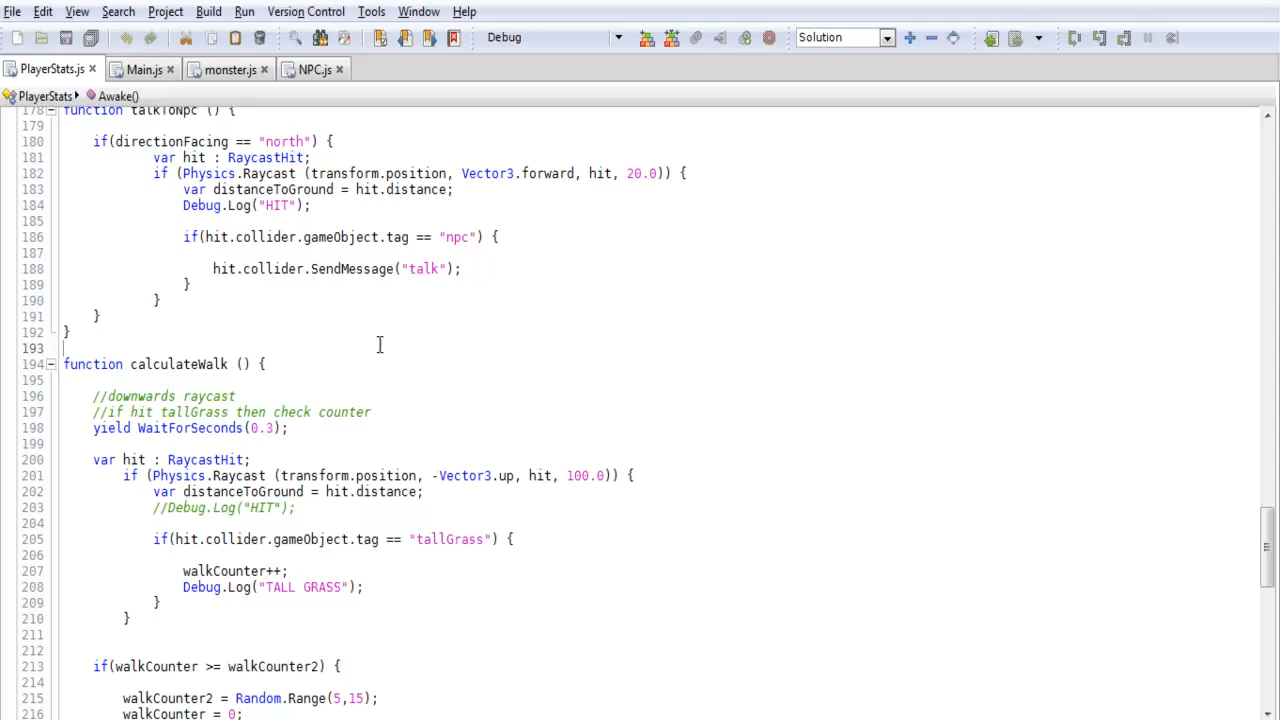 File Edit Search Project Build Run Version Control Tools Window Help
Debug Solution
PlayerStats.js Main.js monster.js NPC.js
PlayerStats Awake()
178 function talkToNpc () {
179
180 if(directionFacing == "north") {
181 var hit : RaycastHit;
182 if (Physics.Raycast (transform.position, Vector3.forward, hit, 20.0)) {
183 var distanceToGround = hit.distance;
184 Debug.Log("HIT");
185
186 if(hit.collider.gameObject.tag == "npc") {
187
188 hit.collider.SendMessage("talk");
189 }
190 }
191 }
192 }
193
194 function calculateWalk () {
195
196 //downwards raycast
197 //if hit tallGrass then check counter
198 yield WaitForSeconds(0.3);
199
200 var hit : RaycastHit;
201 if (Physics.Raycast (transform.position, -Vector3.up, hit, 100.0)) {
202 var distanceToGround = hit.distance;
203 //Debug.Log("HIT");
204
205 if(hit.collider.gameObject.tag == "tallGrass") {
206
207 walkCounter++;
208 Debug.Log("TALL GRASS");
209 }
210 }
211
212
213 if(walkCounter >= walkCounter2) {
214
215 walkCounter2 = Random.Range(5,15);
216 walkCounter = 0;